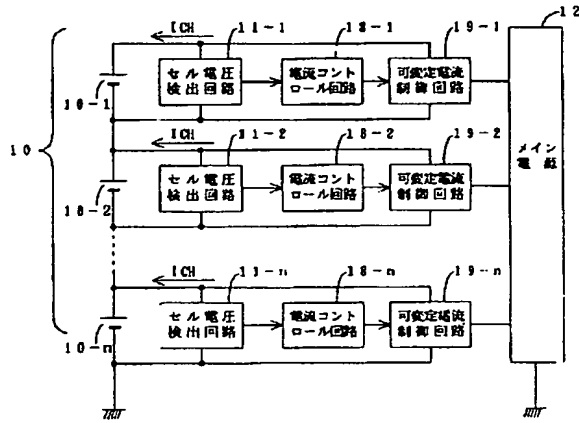 12
ICH
11-1
18-1
19-1
セル電圧
検出回路
電流コント
ロール回路
可変定電流
制御回路
10-1
10
ICH
11-2
18-2
19-2
セル電圧
検出回路
電流コント
ロール回路
可変定電流
制御回路
メイン
電源
10-2
ICH
11-n
18-n
19-n
セル電圧
検出回路
電流コント
ロール回路
可変定電流
制御回路
10-n